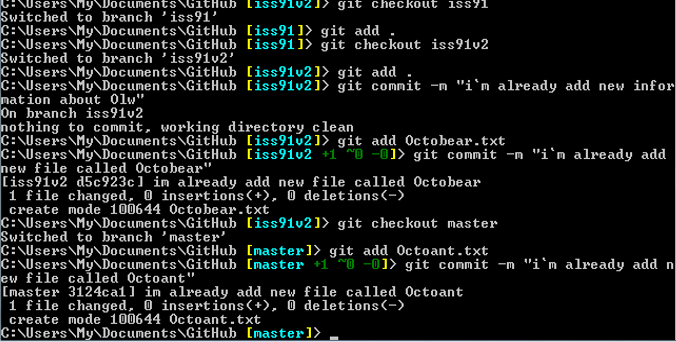 C:\Users\My\Documents\GitHub [iss91v2]> git checkout iss91
Switched to branch 'iss91'
C:\Users\My\Documents\GitHub [iss91]> git add .
C:\Users\My\Documents\GitHub [iss91]> git checkout iss91v2
Switched to branch 'iss91v2'
C:\Users\My\Documents\GitHub [iss91v2]> git add .
C:\Users\My\Documents\GitHub [iss91v2]> git commit -m "i`m already add new infor
mation about Olw"
On branch iss91v2
nothing to commit, working directory clean
C:\Users\My\Documents\GitHub [iss91v2]> git add Octobear.txt
C:\Users\My\Documents\GitHub [iss91v2 +1 ~0 -0]> git commit -m "i`m already add
new file called Octobear"
[iss91v2 d5c923c] im already add new file called Octobear
 1 file changed, 0 insertions(+), 0 deletions(-)
 create mode 100644 Octobear.txt
C:\Users\My\Documents\GitHub [iss91v2]> git checkout master
Switched to branch 'master'
C:\Users\My\Documents\GitHub [master]> git add Octoant.txt
C:\Users\My\Documents\GitHub [master +1 ~0 -0]> git commit -m "i`m already add n
ew file called Octoant"
[master 3124ca1] im already add new file called Octoant
 1 file changed, 0 insertions(+), 0 deletions(-)
 create mode 100644 Octoant.txt
C:\Users\My\Documents\GitHub [master]> _